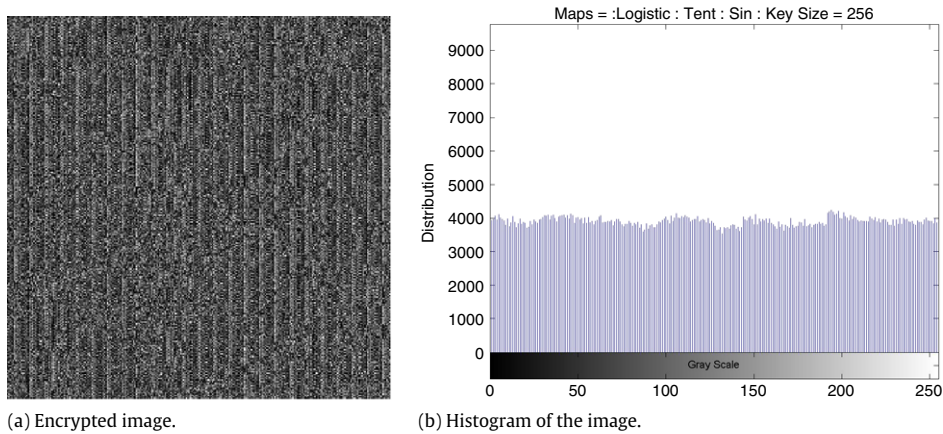 Maps = :Logistic : Tent : Sin : Key Size = 256
9000
8000
7000
6000
5000
4000
3000
2000
1000
0
Distribution
Gray Scale
0 50 100 150 200 250
(a) Encrypted image.
(b) Histogram of the image.